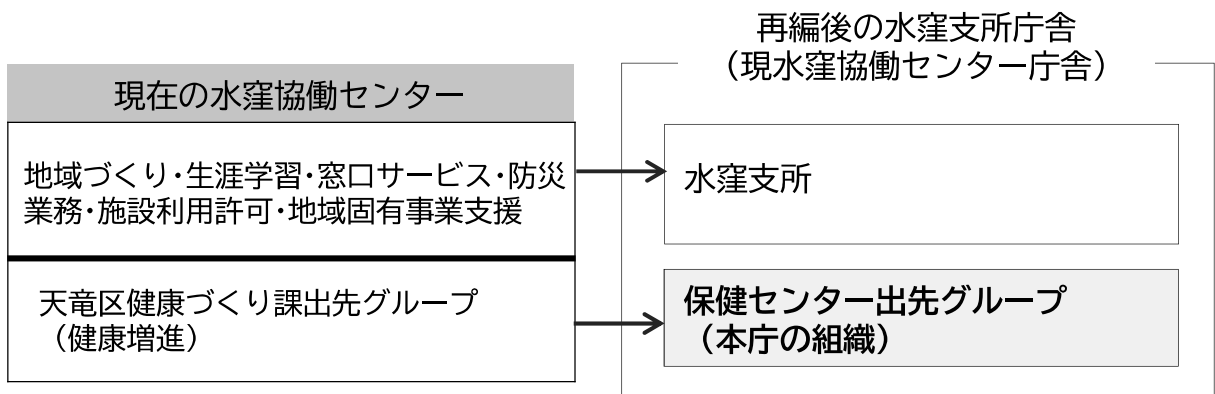 再編後の水窪支所庁舎
（現水窪協働センター庁舎）
現在の水窪協働センター
地域づくり･生涯学習･窓口サービス･防災
業務･施設利用許可･地域固有事業支援
水窪支所
天竜区健康づくり課出先グループ
（健康増進）
保健センター出先グループ
（本庁の組織）